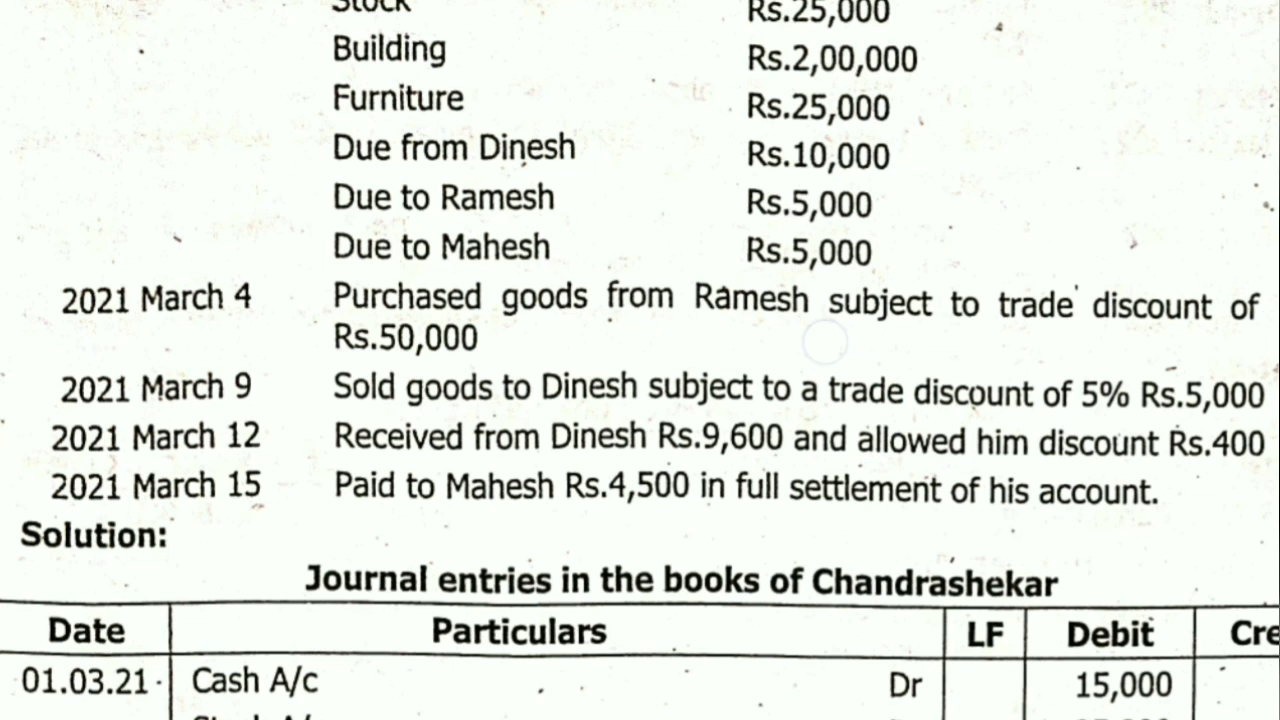 Stock Rs.25,000
Building Rs.2,00,000
Furniture Rs.25,000
Due from Dinesh Rs.10,000
Due to Ramesh Rs.5,000
Due to Mahesh Rs.5,000
2021 March 4 Purchased goods from Ramesh subject to trade discount of
Rs.50,000
2021 March 9 Sold goods to Dinesh subject to a trade discount of 5% Rs.5,000
2021 March 12 Received from Dinesh Rs.9,600 and allowed him discount Rs.400
2021 March 15 Paid to Mahesh Rs.4,500 in full settlement of his account.
Solution:
Journal entries in the books of Chandrashekar
Date Particulars LF Debit Cre
01.03.21 Cash A/c Dr 15,000